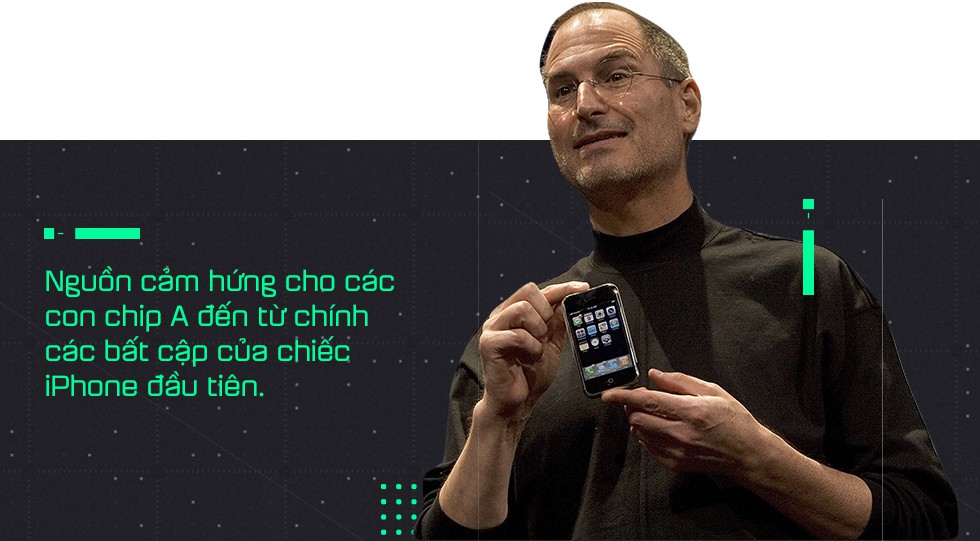 Nguồn cảm hứng cho các
con chip A đến từ chính
các bất cập của chiếc
iPhone đầu tiên.